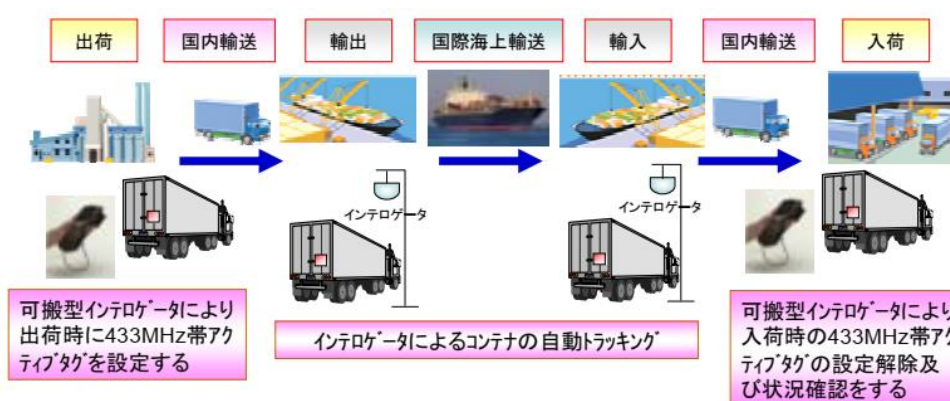 出荷
国内輸送
輸出
国際海上輸送
輸入
国内輸送
入荷
インテロゲータ
インテロゲータ
可搬型インテロゲータにより
出荷時に433MHz帯アク
ティブタグを設定する
インテロゲータによるコンテナの自動トラッキング
可搬型インテロゲータにより
入荷時の433MHz帯アク
ティブタグの設定解除及
び状況確認をする